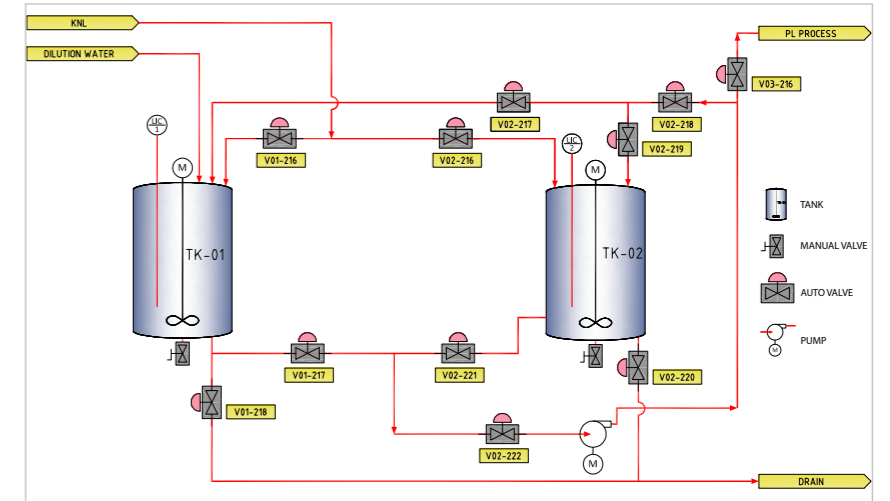 KNL
PL PROCESS
DILUTION WATER
V03-216
V02-217
V02-218
LIC
1
LIC
2
V02-219
V01-216
V02-216
M
M
TANK
TK-01
TK-02
MANUAL VALVE
AUTO VALVE
M
PUMP
V01-217
V02-221
V02-220
V01-218
V02-222
M
DRAIN